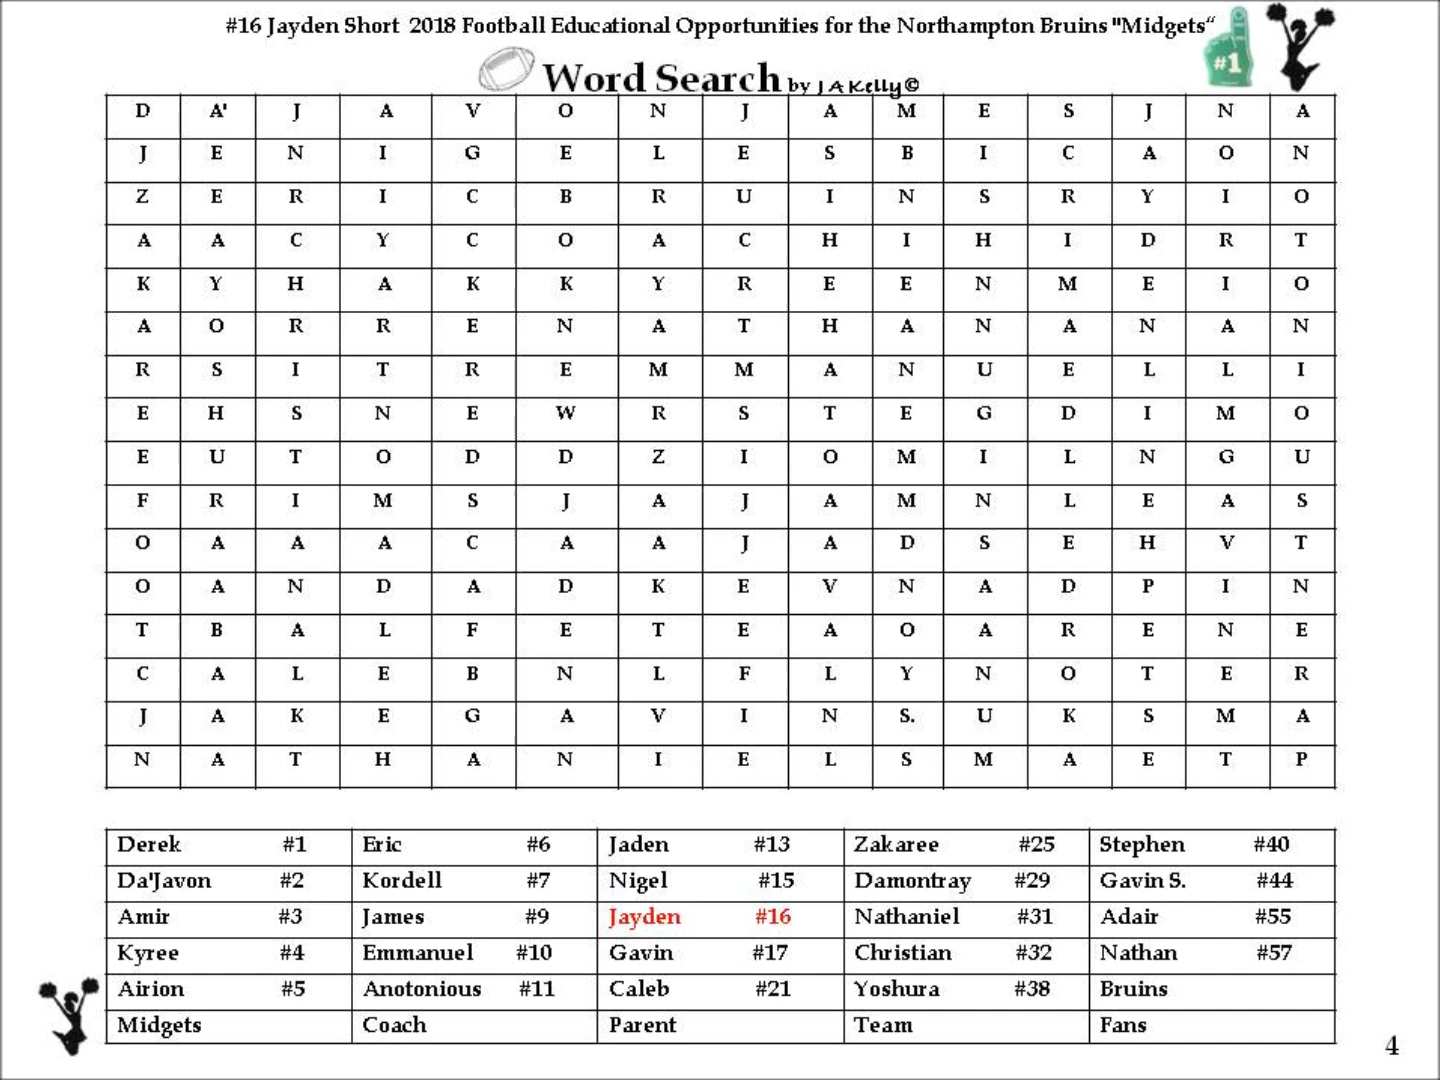 #16 Jayden Short 2018 Football Educational Opportunities for the Northampton Bruins "Midgets“
#1
Word Search by J A Kelly©
D A' J A V O N J A M E S J N A
J E N I G E L E S B I C A O N
Z E R I C B R U I N S R Y I O
A A C Y C O A C H I H I D R T
K Y H A K K Y R E E N M E I O
A O R R E N A T H A N A N A N
R S I T R E M M A N U E L L I
E H S N E W R S T E G D I M O
E U T O D D Z I O M I L N G U
F R I M S J A J A M N L E A S
O A A A C A A J A D S E H V T
O A N D A D K E V N A D P I N
T B A L F E T E A O A R E N E
C A L E B N L F L Y N O T E R
J A K E G A V I N S. U K S M A
N A T H A N I E L S M A E T P
Derek #1 Eric #6 Jaden #13 Zakaree #25 Stephen #40
Da'Javon #2 Kordell #7 Nigel #15 Damontray #29 Gavin S. #44
Amir #3 James #9 Jayden #16 Nathaniel #31 Adair #55
Kyree #4 Emmanuel #10 Gavin #17 Christian #32 Nathan #57
Airion #5 Anotonious #11 Caleb #21 Yoshura #38 Bruins
Midgets Coach Parent Team Fans
4